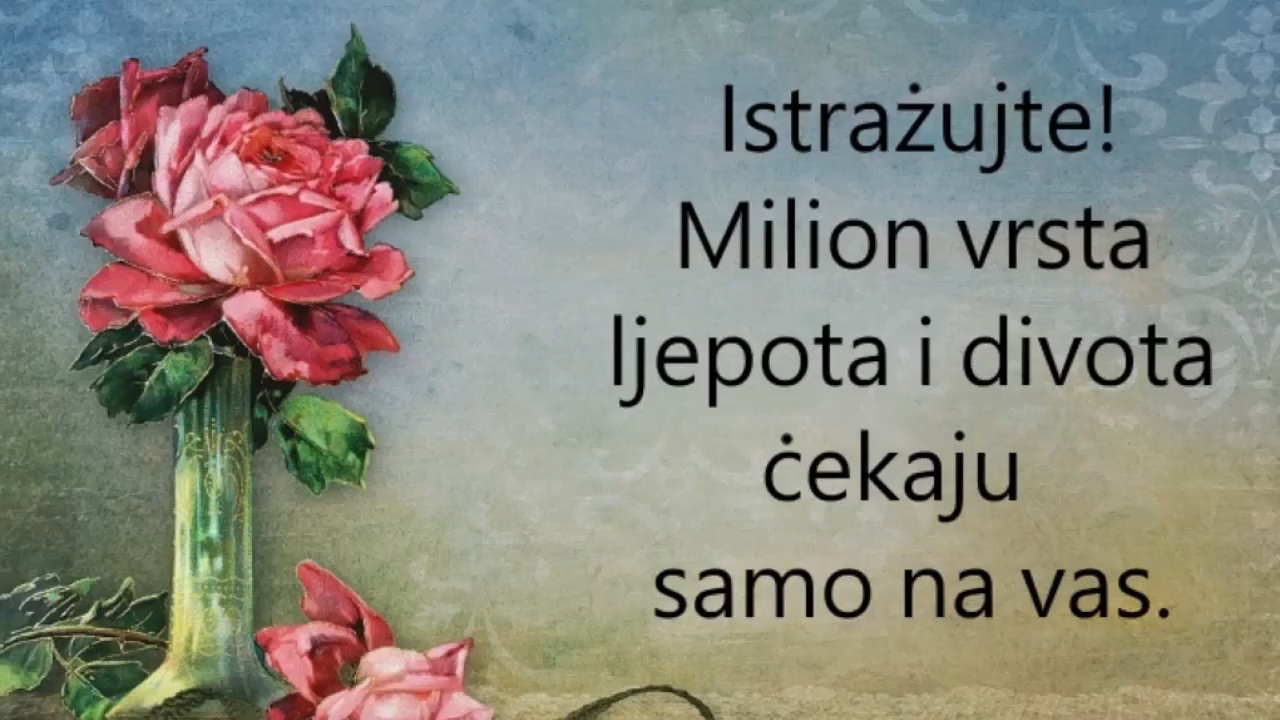 Istrażujte!
Milion vrsta
ljepota i divota
ċekaju
samo na vas.